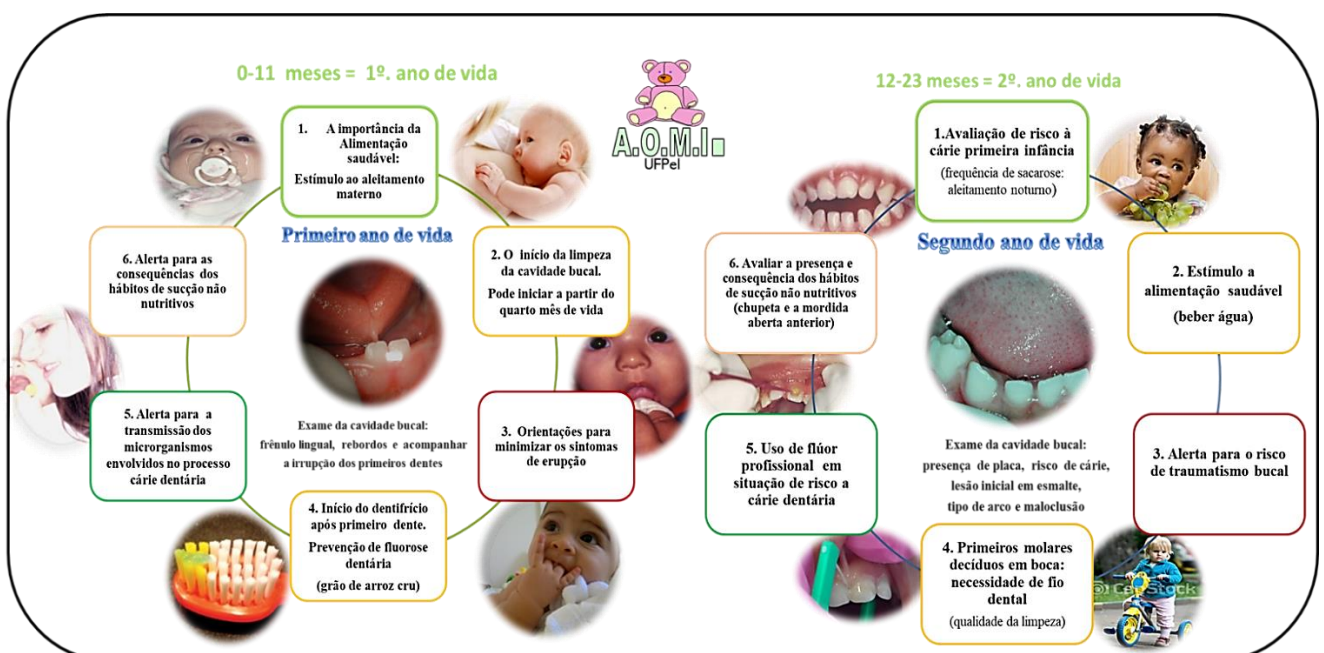 0-11 meses = 1º. ano de vida
1. A importância da
Alimentação
saudável:
Estímulo ao aleitamento
materno
Primeiro ano de vida
2. O início da limpeza
da cavidade bucal.
Pode iniciar a partir do
quarto mês de vida
3. Orientações para
minimizar os sintomas
de erupção
4. Início do dentifrício
após primeiro dente.
Prevenção de fluorose
dentária
(grão de arroz cru)
5. Alerta para a
transmissão dos
microrganismos
envolvidos no processo
cárie dentária
6. Alerta para as
consequências dos
hábitos de sucção não
nutritivos
Exame da cavidade bucal:
frênulo lingual, rebordos e acompanhar
a irrupção dos primeiros dentes
A.O.M.I.
UFPel
12-23 meses = 2º. ano de vida
1.Avaliação de risco à
cárie primeira infância
(frequência de sacarose:
aleitamento noturno)
Segundo ano de vida
2. Estímulo a
alimentação saudável
(beber água)
3. Alerta para o risco
de traumatismo bucal
4. Primeiros molares
decíduos em boca:
necessidade de fio
dental
(qualidade da limpeza)
5. Uso de flúor
profissional em
situação de risco a
cárie dentária
6. Avaliar a presença e
consequência dos hábitos
de sucção não nutritivos
(chupeta e a mordida
aberta anterior)
Exame da cavidade bucal:
presença de placa, risco de cárie,
lesão inicial em esmalte,
tipo de arco e maloclusão